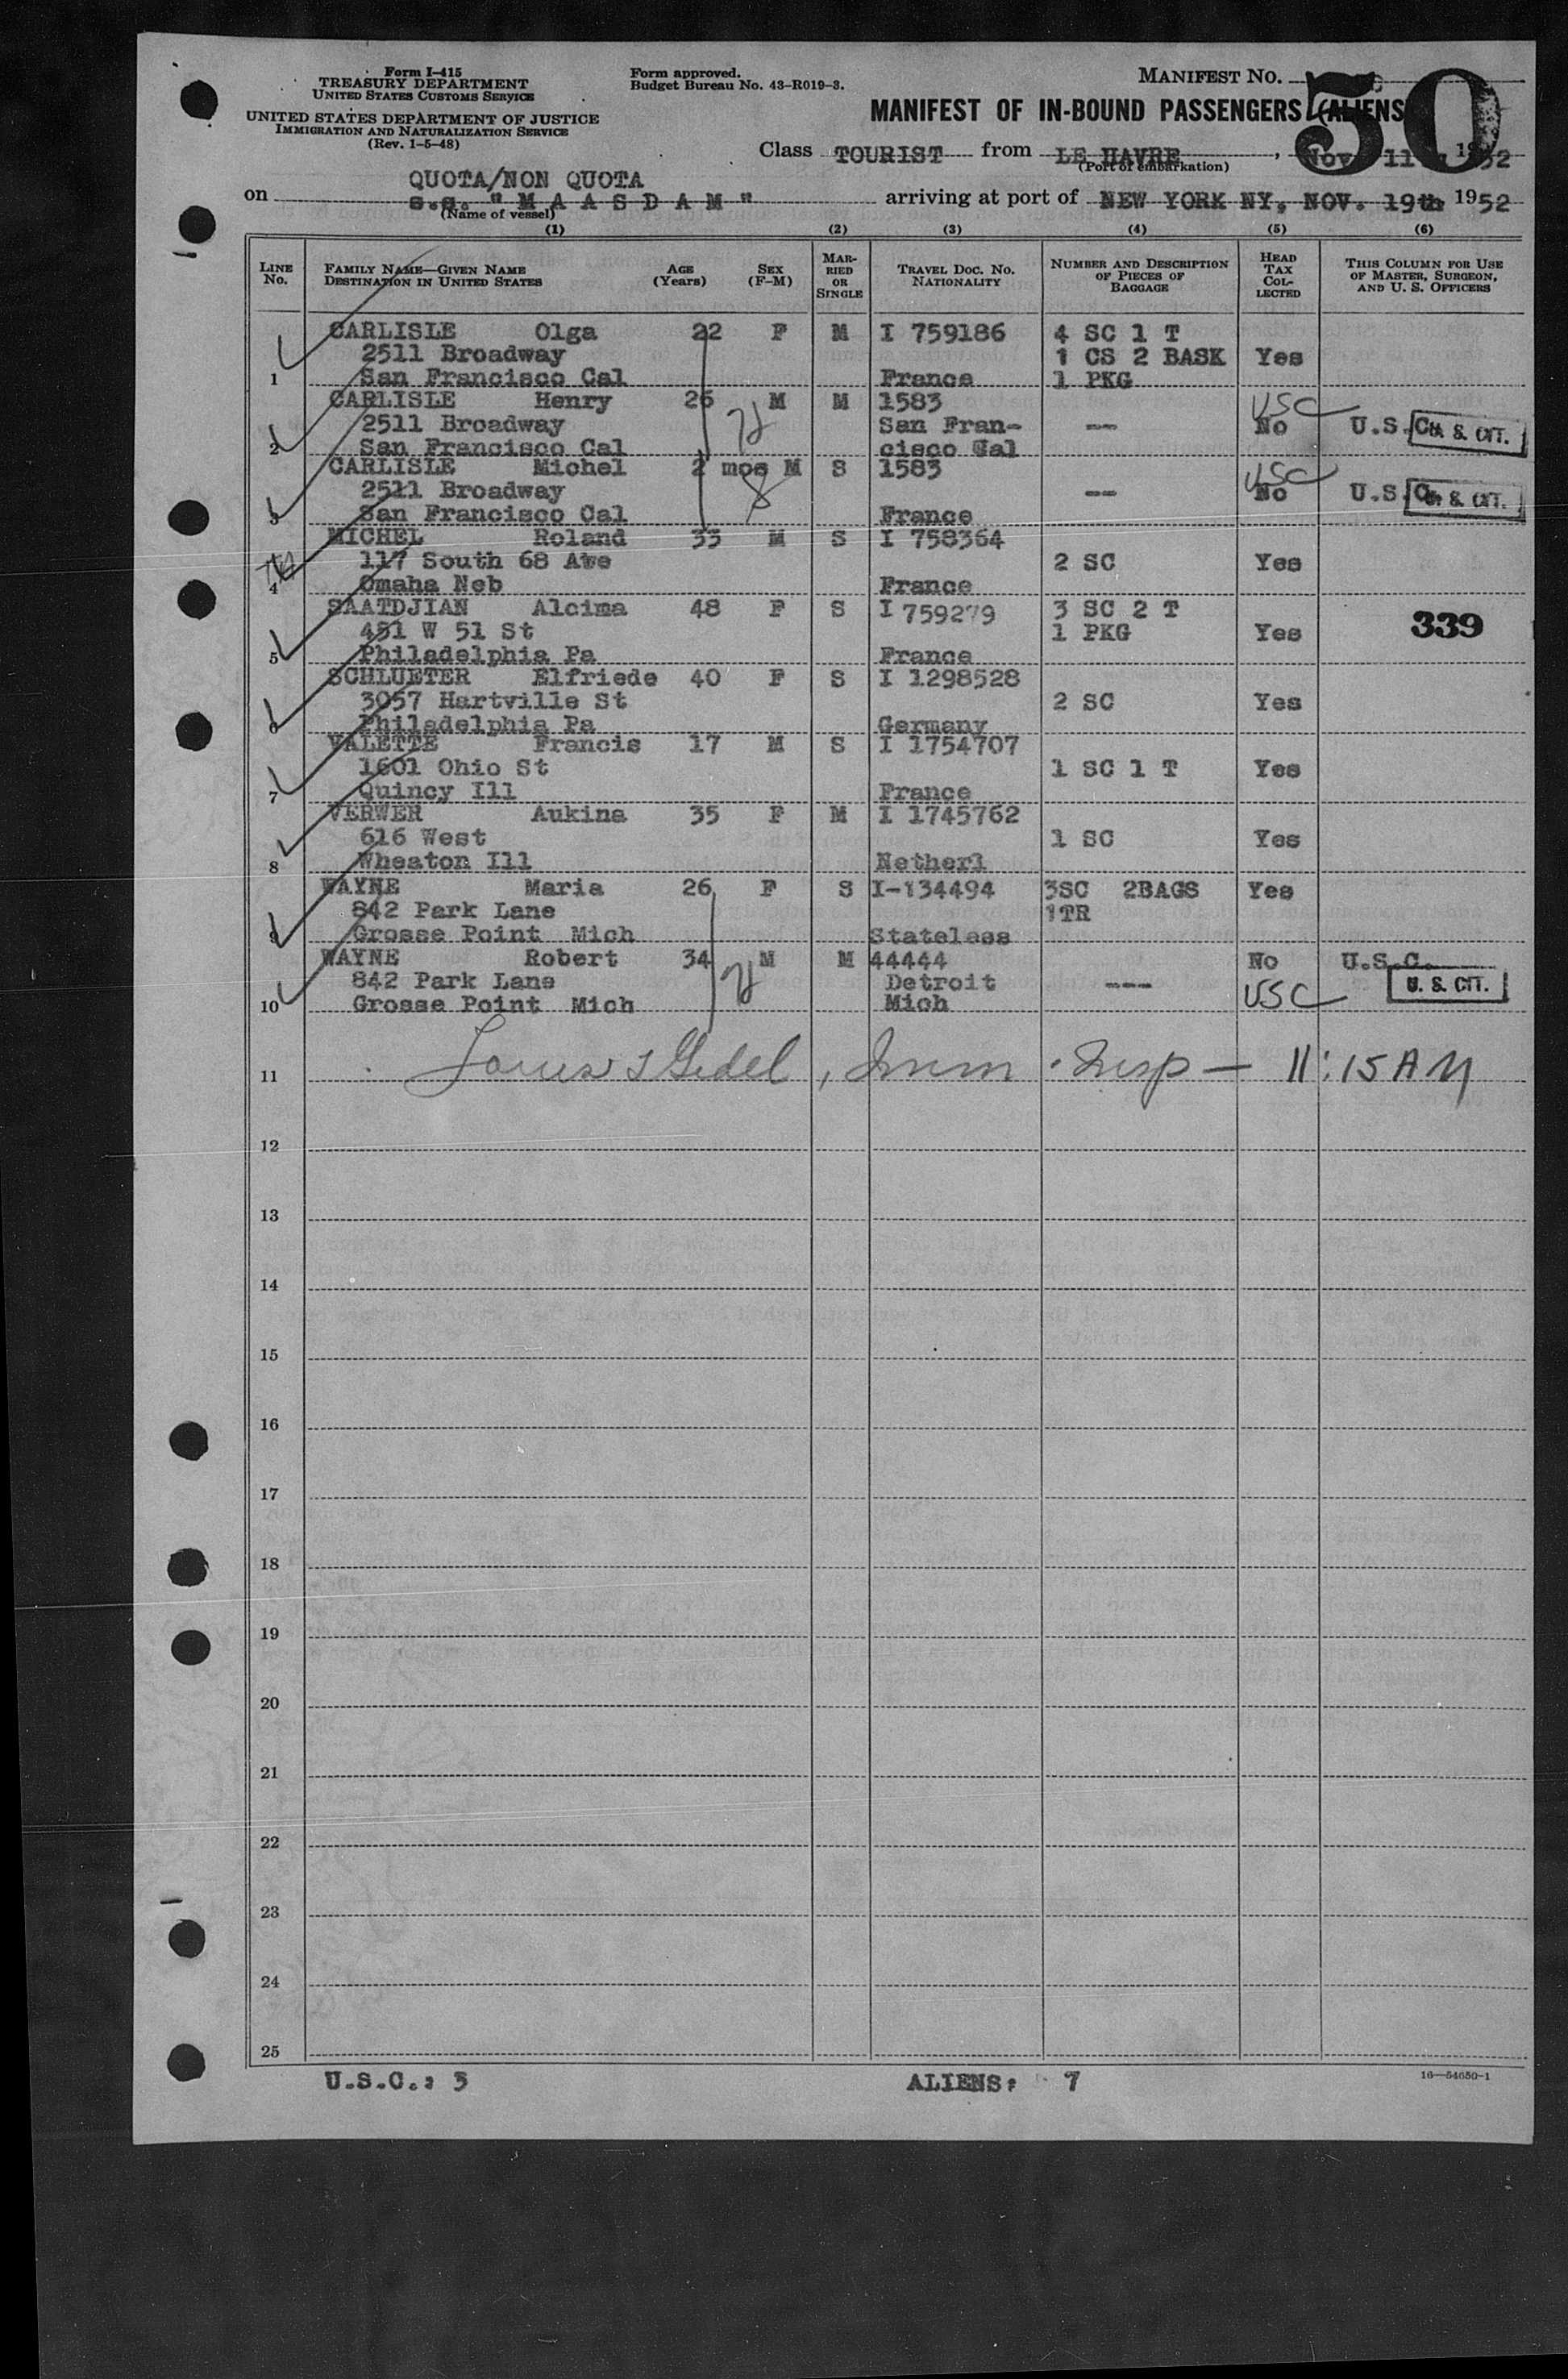 Form I-415
TREASURY DEPARTMENT
UNITED STATES CUSTOMS SERVICE
UNITED STATES DEPARTMENT OF JUSTICE
IMMIGRATION AND NATURALIZATION SERVICE
(Rev. 1-5-48)
Form approved.
Budget Bureau No. 43-R019-3.
MANIFEST NO. 50
MANIFEST OF IN-BOUND PASSENGERS (ALIENS
Class TOURIST from LE HAVRE, Nov 11 1952
(Port of embarkation)
QUOTA/NON QUOTA
on s.s. "MAASDAM" arriving at port of NEW YORK NY, NOV. 19th 1952
(Name of vessel)
(1) (2) (3) (4) (5) (6)
LINE NO. FAMILY NAME—GIVEN NAME DESTINATION IN UNITED STATES AGE (YEARS) SEX (F-M) MARRIED OR SINGLE TRAVEL DOC. NO. NATIONALITY NUMBER AND DESCRIPTION OF PIECES OF BAGGAGE HEAD TAX COLLECTED THIS COLUMN FOR USE OF MASTER, SURGEON, AND U. S. OFFICERS
CARLISLE Olga 22 F M I 759186 4 SC 1 T
2511 Broadway 1 CS 2 BASK Yes
1 San Francisco Cal France 1 PKG
CARLISLE Henry 26 M M 1583 USC
2511 Broadway San Fran- -- No U.S.C. U. S. CIT.
2 San Francisco Cal cisco Cal
CARLISLE Michel 2 mos M S 1583 USC
2511 Broadway -- No U.S.C. U. S. CIT.
3 San Francisco Cal France
MICHEL Roland 33 M S I 758364
117 South 68 Ave 2 SC Yes
4 Omaha Neb France
SAATDJIAN Alcima 48 F S I 759279 3 SC 2 T 339
451 W 51 St 1 PKG Yes
5 Philadelphia Pa France
SCHLUETER Elfriede 40 F S I 1298528
3057 Hartville St 2 SC Yes
6 Philadelphia Pa Germany
VALETTE Francis 17 M S I 1754707
1601 Ohio St 1 SC 1 T Yes
7 Quincy Ill France
VERWER Aukina 35 F M I 1745762
616 West 1 SC Yes
8 Wheaton Ill Netherl
WAYNE Maria 26 F S I-134494 3SC 2BAGS Yes
842 Park Lane 1TR
9 Grosse Point Mich Stateless
WAYNE Robert 34 M M 44444 No U.S.C.
842 Park Lane Detroit --- U. S. CIT.
10 Grosse Point Mich Mich USC
11 Imm. Insp — 11:15 AM
12
13
14
15
16
17
18
19
20
21
22
23
24
25
U.S.C.: 3 ALIENS: 7 16—54650-1